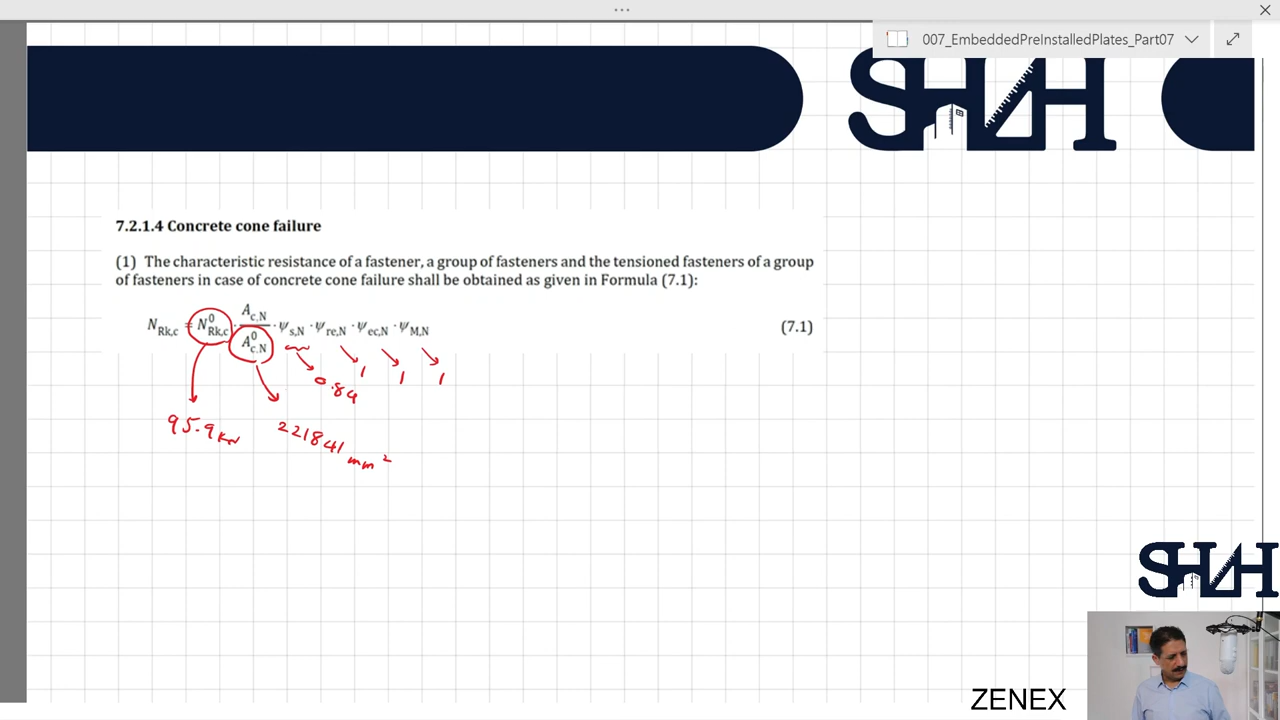 007_EmbeddedPreInstalledPlates_Part07
SHZH
7.2.1.4 Concrete cone failure
(1) The characteristic resistance of a fastener, a group of fasteners and the tensioned fasteners of a group
of fasteners in case of concrete cone failure shall be obtained as given in Formula (7.1):
N_Rk,c = N⁰_Rk,c · A_c,N / A⁰_c,N · ψ_s,N · ψ_re,N · ψ_ec,N · ψ_M,N (7.1)
0.84 1 1 1
95.9 kN 221841 mm²
SHZH
ZENEX